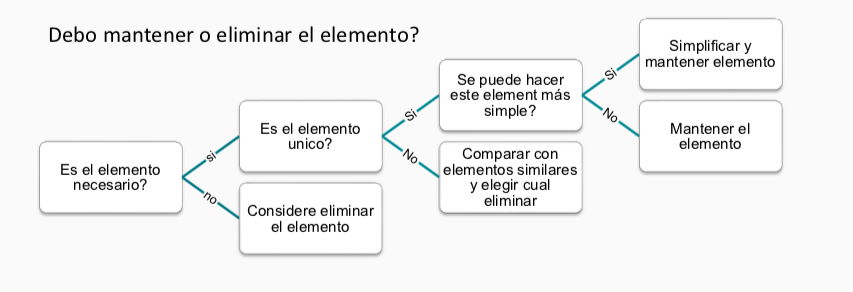 Debo mantener o eliminar el elemento?
Es el elemento
necesario?
si
no
Es el elemento
unico?
Considere eliminar
el elemento
Si
No
Se puede hacer
este element más
simple?
Comparar con
elementos similares
y elegir cual
eliminar
Si
No
Simplificar y
mantener elemento
Mantener el
elemento